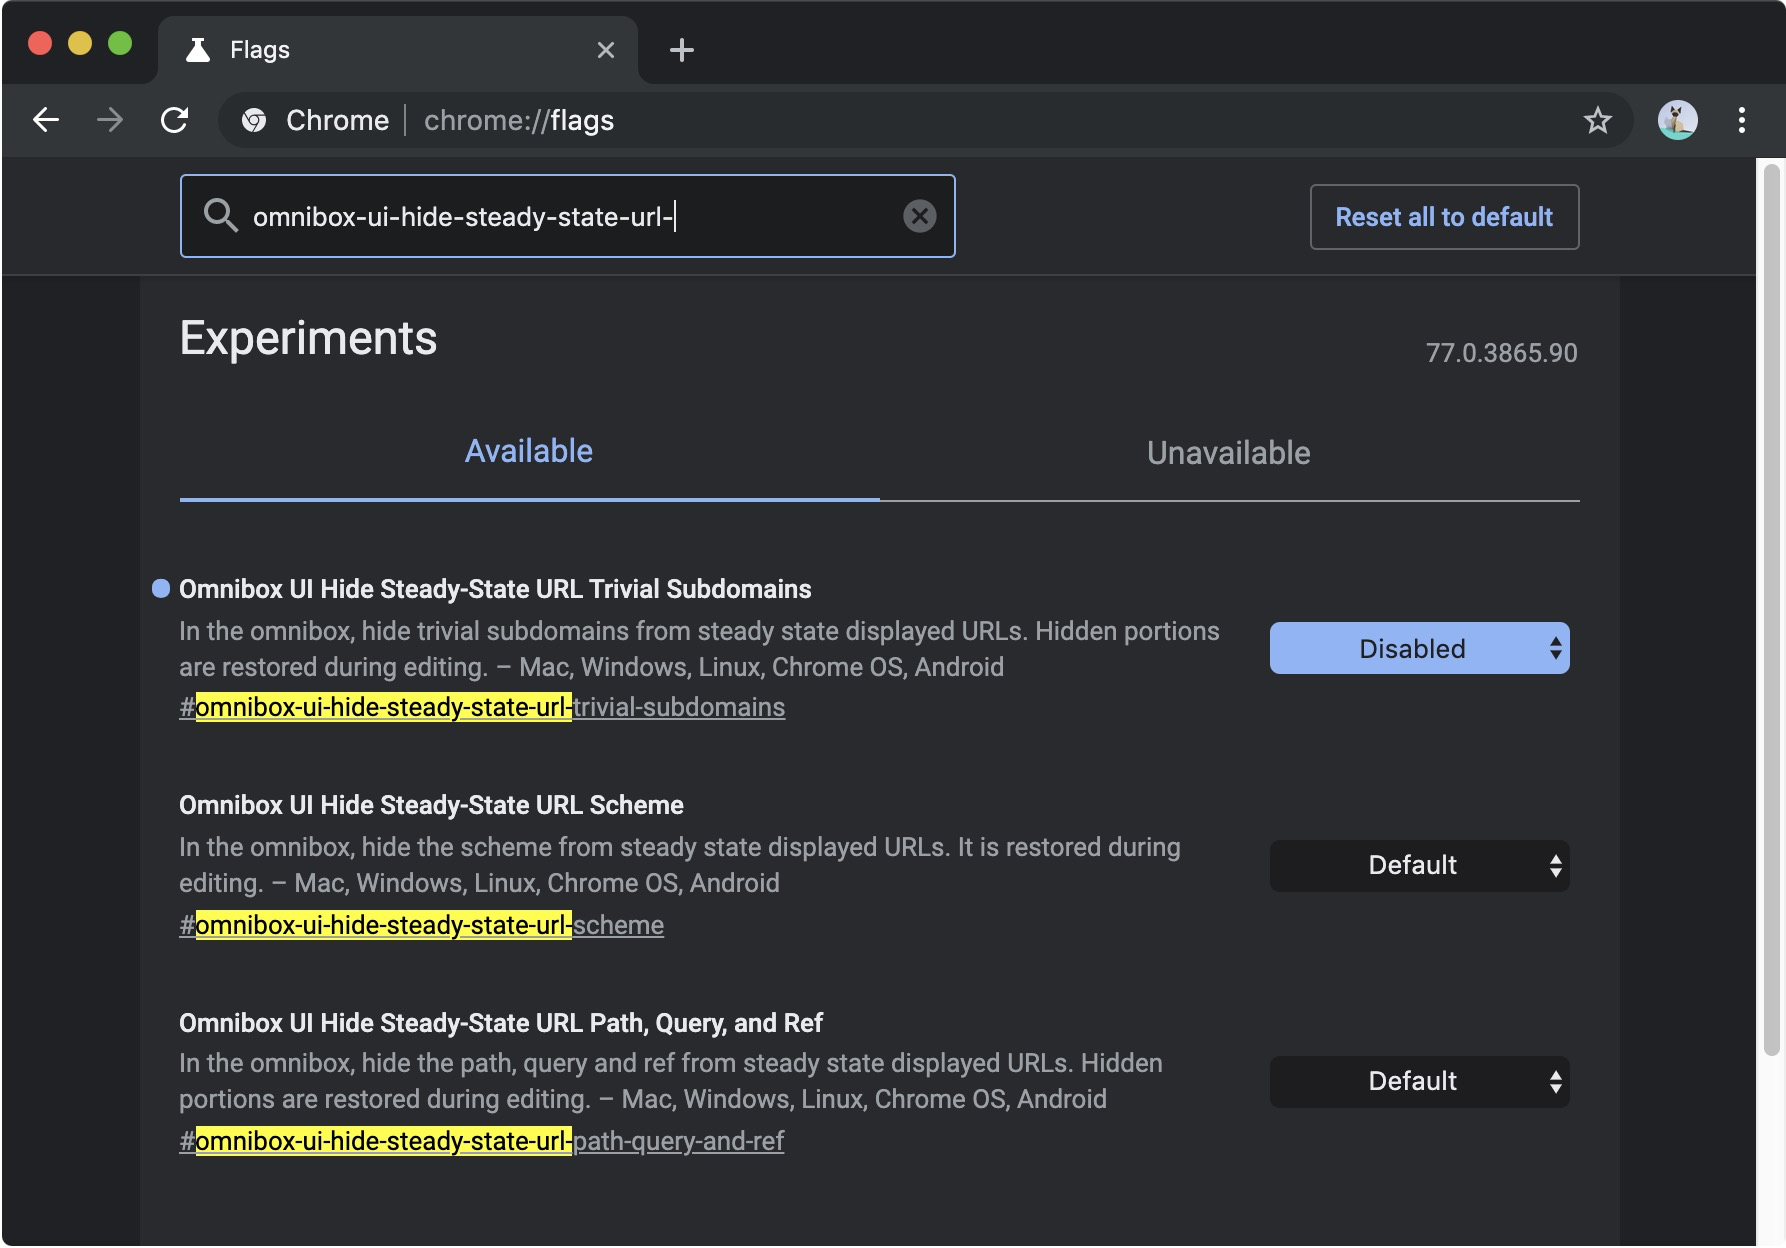 Flags
Chrome | chrome://flags
omnibox-ui-hide-steady-state-url-
Reset all to default
Experiments
77.0.3865.90
Available
Unavailable
Omnibox UI Hide Steady-State URL Trivial Subdomains
In the omnibox, hide trivial subdomains from steady state displayed URLs. Hidden portions
are restored during editing. – Mac, Windows, Linux, Chrome OS, Android
#omnibox-ui-hide-steady-state-url-trivial-subdomains
Disabled
Omnibox UI Hide Steady-State URL Scheme
In the omnibox, hide the scheme from steady state displayed URLs. It is restored during
editing. – Mac, Windows, Linux, Chrome OS, Android
#omnibox-ui-hide-steady-state-url-scheme
Default
Omnibox UI Hide Steady-State URL Path, Query, and Ref
In the omnibox, hide the path, query and ref from steady state displayed URLs. Hidden
portions are restored during editing. – Mac, Windows, Linux, Chrome OS, Android
#omnibox-ui-hide-steady-state-url-path-query-and-ref
Default